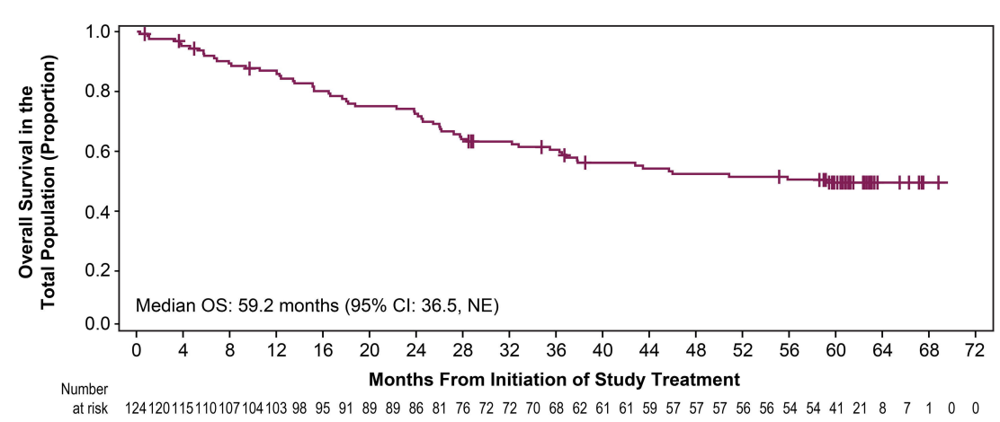 Overall Survival in the
Total Population (Proportion)
1.0
0.8
0.6
0.4
0.2
0.0
Median OS: 59.2 months (95% CI: 36.5, NE)
0 4 8 12 16 20 24 28 32 36 40 44 48 52 56 60 64 68 72
Months From Initiation of Study Treatment
Number
at risk 124 120 115 110 107 104 103 98 95 91 89 89 86 81 76 72 72 70 68 62 61 61 59 57 57 57 56 56 54 54 41 21 8 7 1 0 0